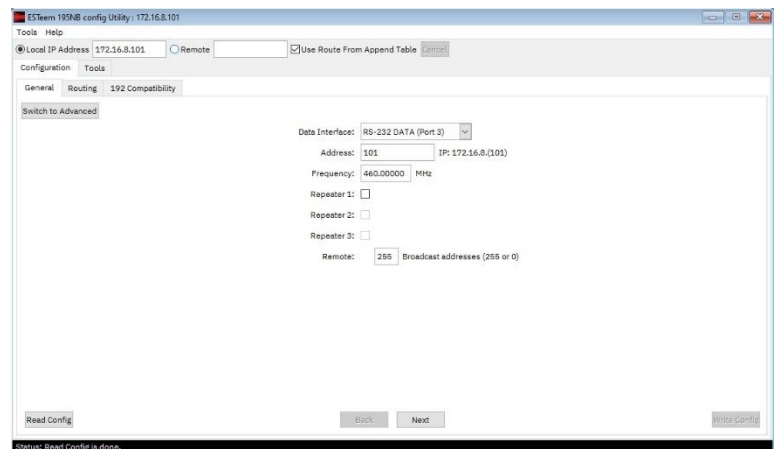 ESTeem 195NB config Utility : 172.16.8.101
Tools Help
Local IP Address 172.16.8.101 Remote Use Route From Append Table Cancel
Configuration Tools
General Routing 192 Compatibility
Switch to Advanced
Data Interface: RS-232 DATA (Port 3)
Address: 101 IP: 172.16.8.(101)
Frequency: 460.00000 MHz
Repeater 1:
Repeater 2:
Repeater 3:
Remote: 255 Broadcast addresses (255 or 0)
Read Config Back Next Write Config
Status: Read Config is done.